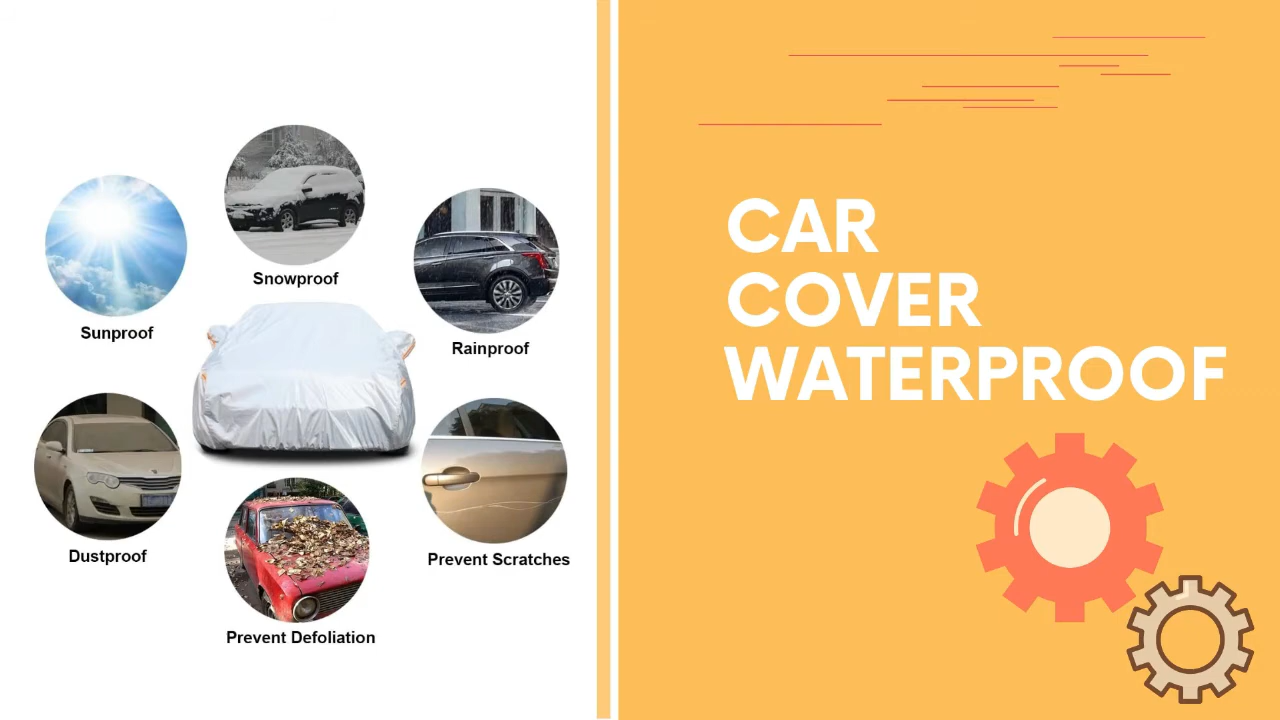 Snowproof
Sunproof
Rainproof
Dustproof
Prevent Scratches
Prevent Defoliation
CAR
COVER
WATERPROOF